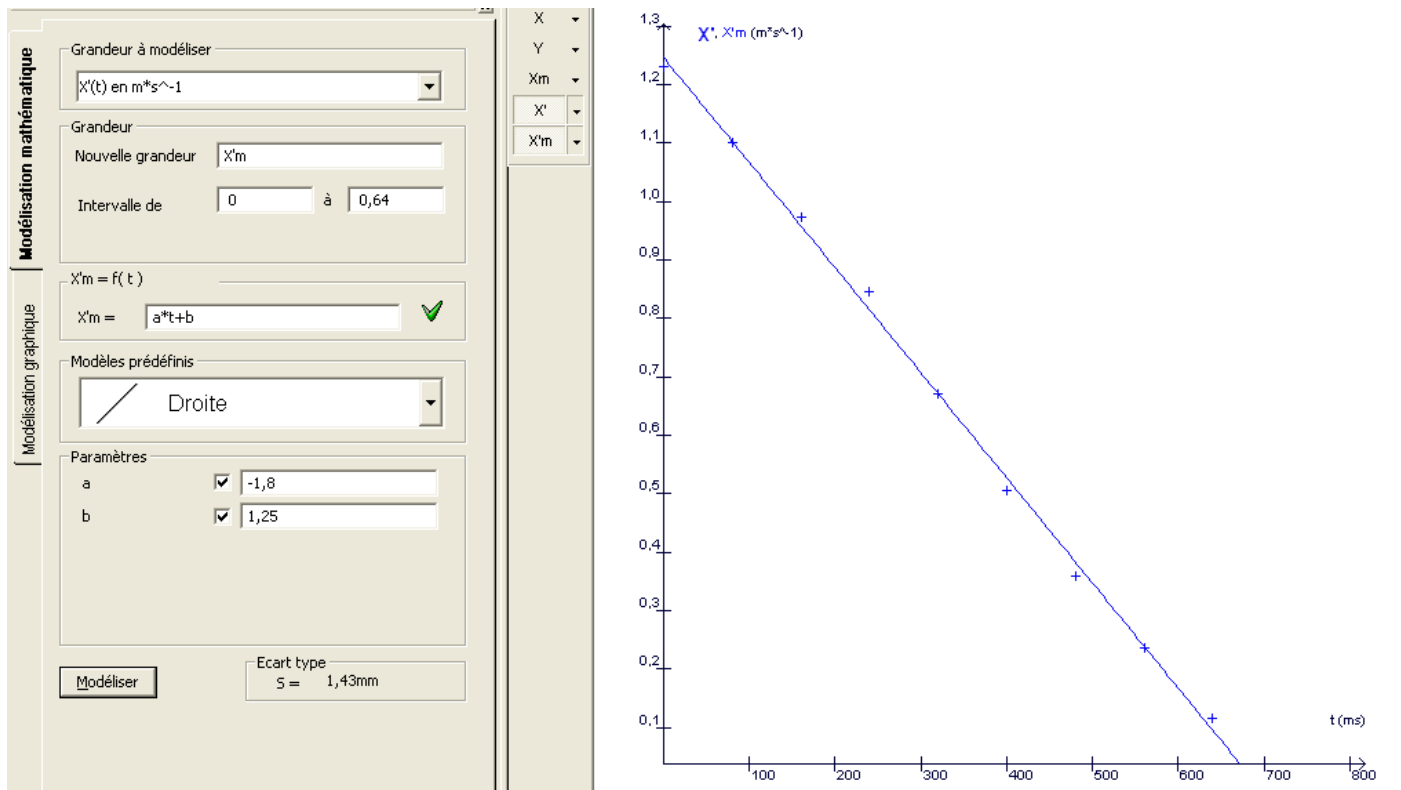 Modélisation mathématique
Modélisation graphique
Grandeur à modéliser
X'(t) en m*s^-1
Grandeur
Nouvelle grandeur X'm
Intervalle de 0 à 0,64
X'm = f( t )
X'm = a*t+b
Modèles prédéfinis
Droite
Paramètres
a -1,8
b 1,25
Modéliser
Ecart type
S = 1,43mm
X
Y
Xm
X'
X'm
X', X'm (m*s^-1)
1,3
1,2
1,1
1,0
0,9
0,8
0,7
0,6
0,5
0,4
0,3
0,2
0,1
t (ms)
100 200 300 400 500 600 700 800